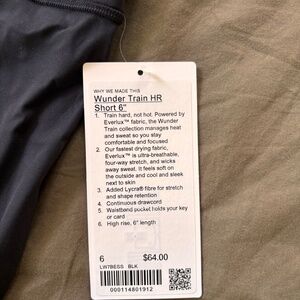 WHY WE MADE THIS
Wunder Train HR
Short 6"
1. Train hard, not hot. Powered by
Everlux™ fabric, the Wunder
Train collection manages heat
and sweat so you stay
comfortable and focused
2. Our fastest drying fabric,
Everlux™ is ultra-breathable,
four-way stretch, and wicks
away sweat. It feels soft on
the outside and cool and sleek
next to skin
3. Added Lycra® fibre for stretch
and shape retention
4. Continuous drawcord
5. Waistband pocket holds your key
or card
6. High rise, 6" length
6 $64.00
LW7BESS BLK
000114801912